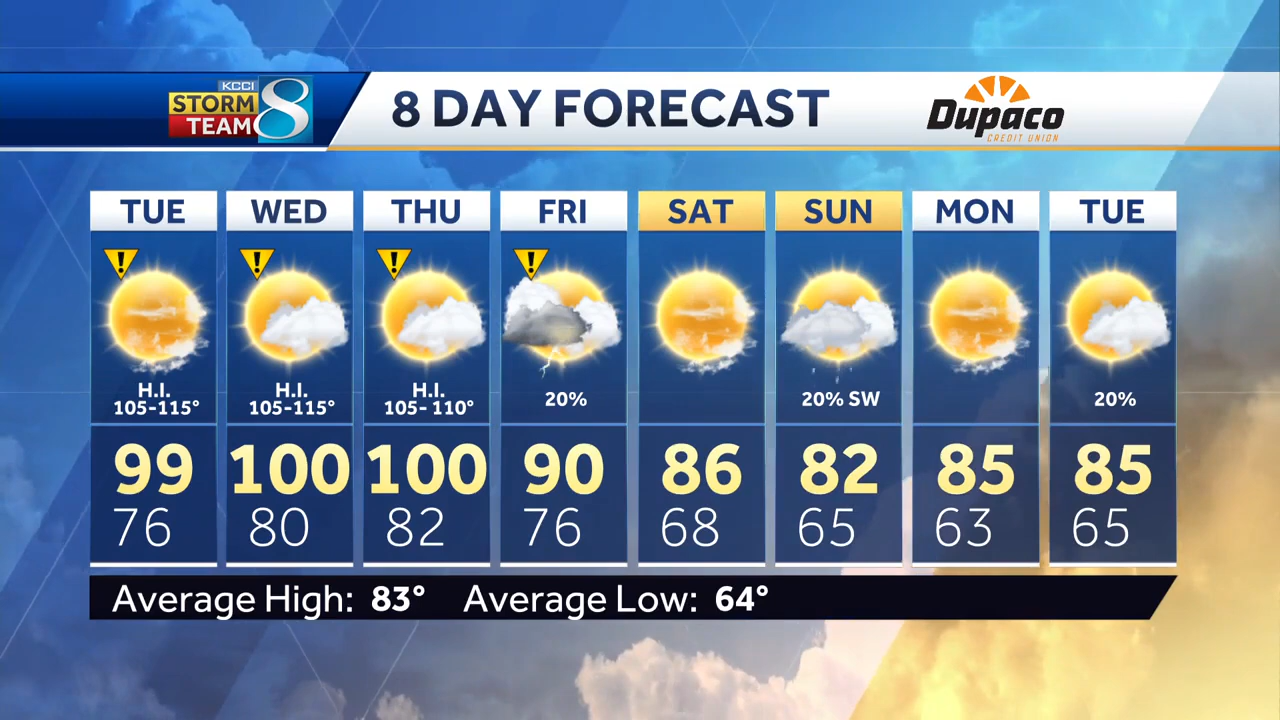 KCCI
STORM
TEAM
8
8 DAY FORECAST
Dupaco
CREDIT UNION
TUE WED THU FRI SAT SUN MON TUE
! ! ! !
H.I. H.I. H.I.
105-115° 105-115° 105- 110° 20% 20% SW 20%
99 100 100 90 86 82 85 85
76 80 82 76 68 65 63 65
Average High: 83° Average Low: 64°